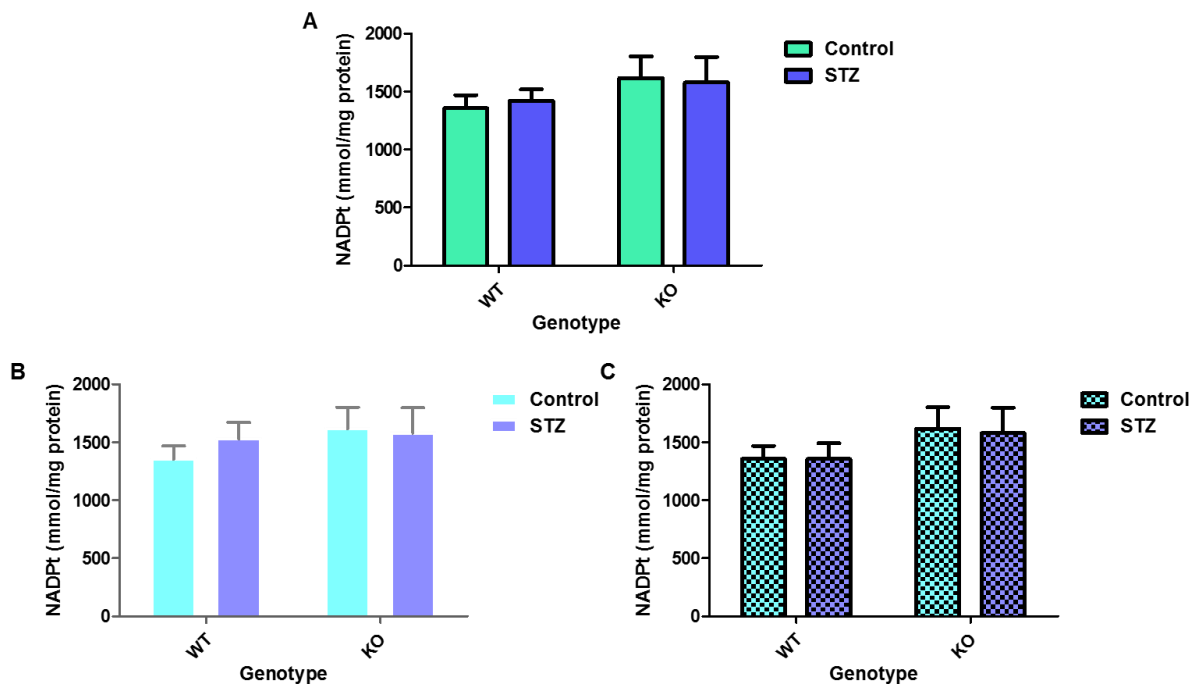 A
NADPt (mmol/mg protein)
2000
1500
1000
500
0
WT
KO
Genotype
Control
STZ
B
NADPt (mmol/mg protein)
2000
1500
1000
500
0
WT
KO
Genotype
Control
STZ
C
NADPt (mmol/mg protein)
2000
1500
1000
500
0
WT
KO
Genotype
Control
STZ